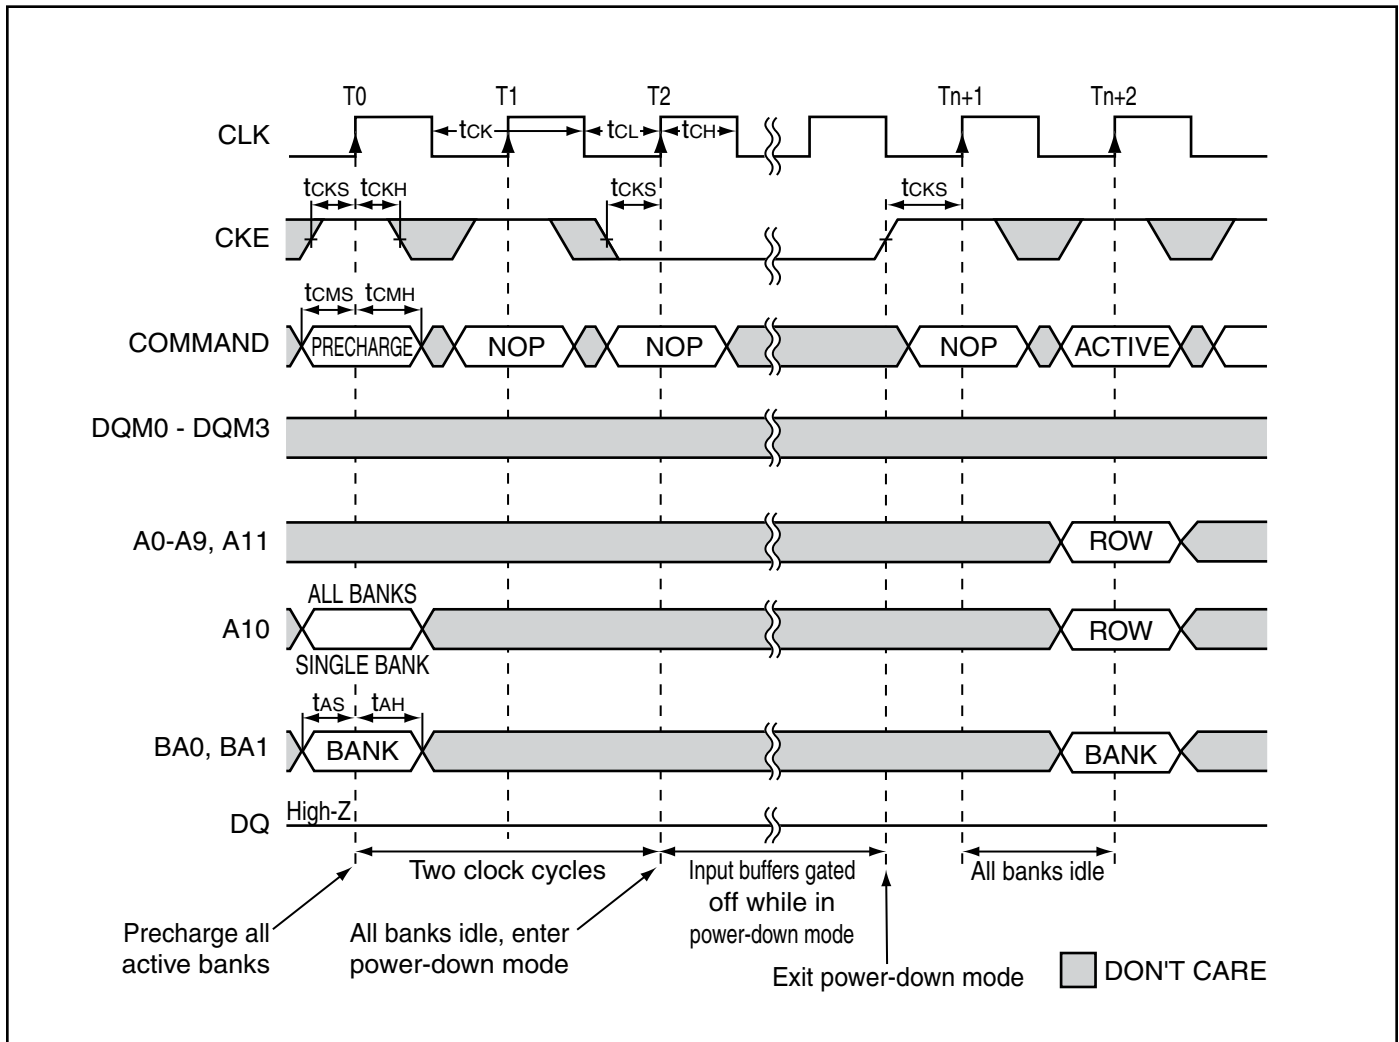 T0 T1 T2 Tn+1 Tn+2
CLK tCK tCL tCH
tCKS tCKH tCKS tCKS
CKE
tCMS tCMH
COMMAND PRECHARGE NOP NOP NOP ACTIVE
DQM0 - DQM3
A0-A9, A11 ROW
ALL BANKS
A10 ROW
SINGLE BANK
tAS tAH
BA0, BA1 BANK BANK
High-Z
DQ
Two clock cycles
Input buffers gated
off while in
power-down mode
All banks idle
Precharge all
active banks
All banks idle, enter
power-down mode
Exit power-down mode
DON'T CARE